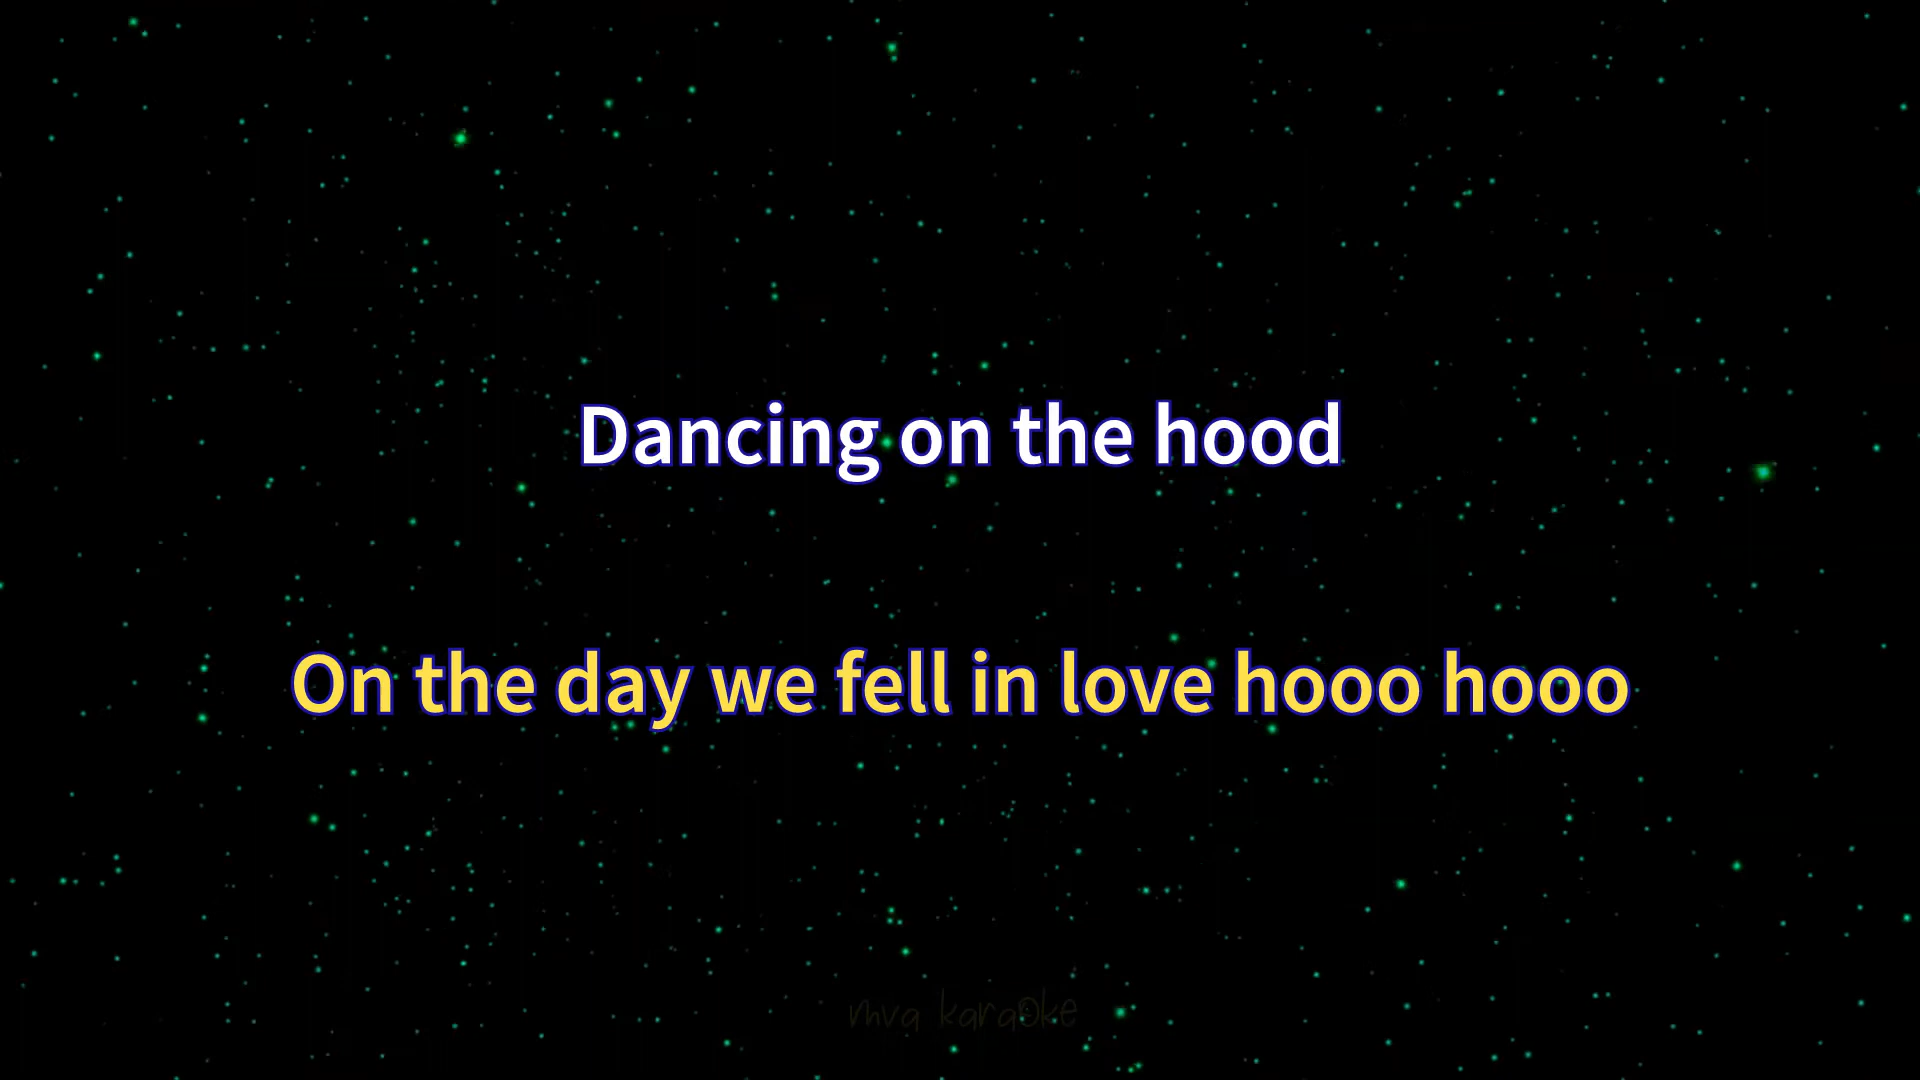 Dancing on the hood
On the day we fell in love hooo hooo
mva karaoke